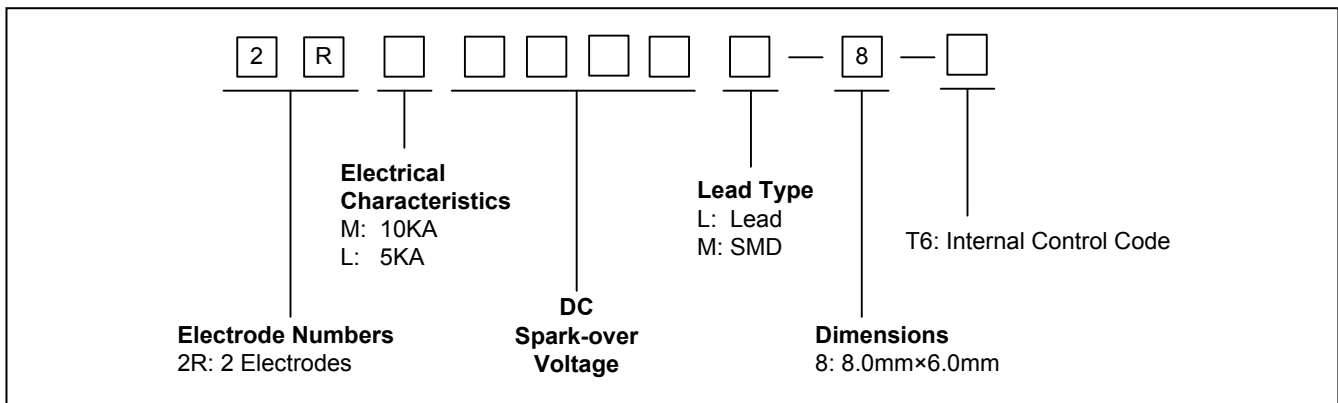 2 R — 8 —
Electrical
Characteristics
M: 10KA
L: 5KA
Lead Type
L: Lead
M: SMD
T6: Internal Control Code
DC
Spark-over
Voltage
Electrode Numbers
2R: 2 Electrodes
Dimensions
8: 8.0mm×6.0mm